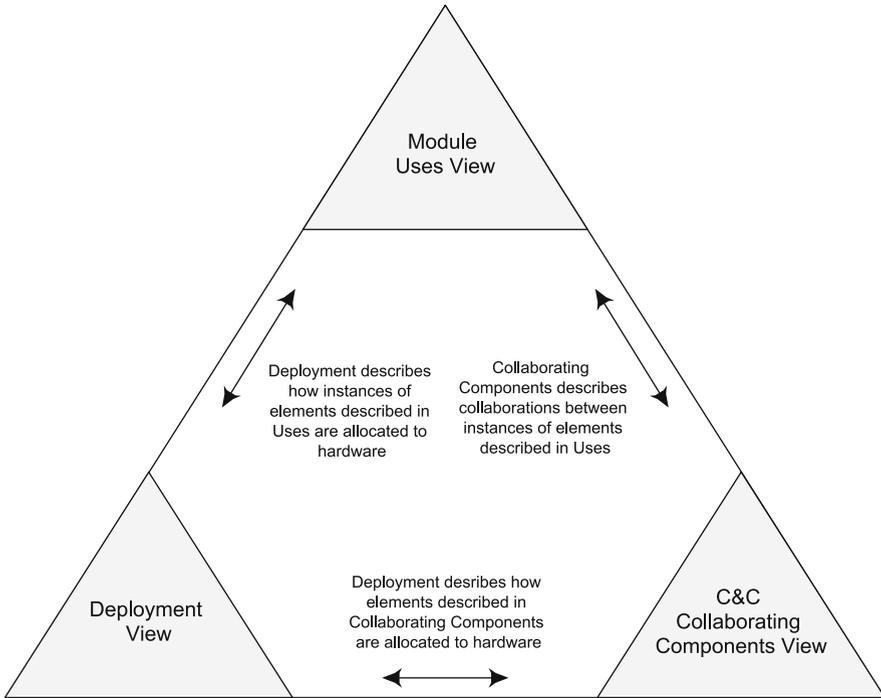 Module
Uses View
Deployment describes
how instances of
elements described in
Uses are allocated to
hardware
Collaborating
Components describes
collaborations between
instances of elements
described in Uses
Deployment desribes how
elements described in
Collaborating Components
are allocated to hardware
Deployment
View
C&C
Collaborating
Components View